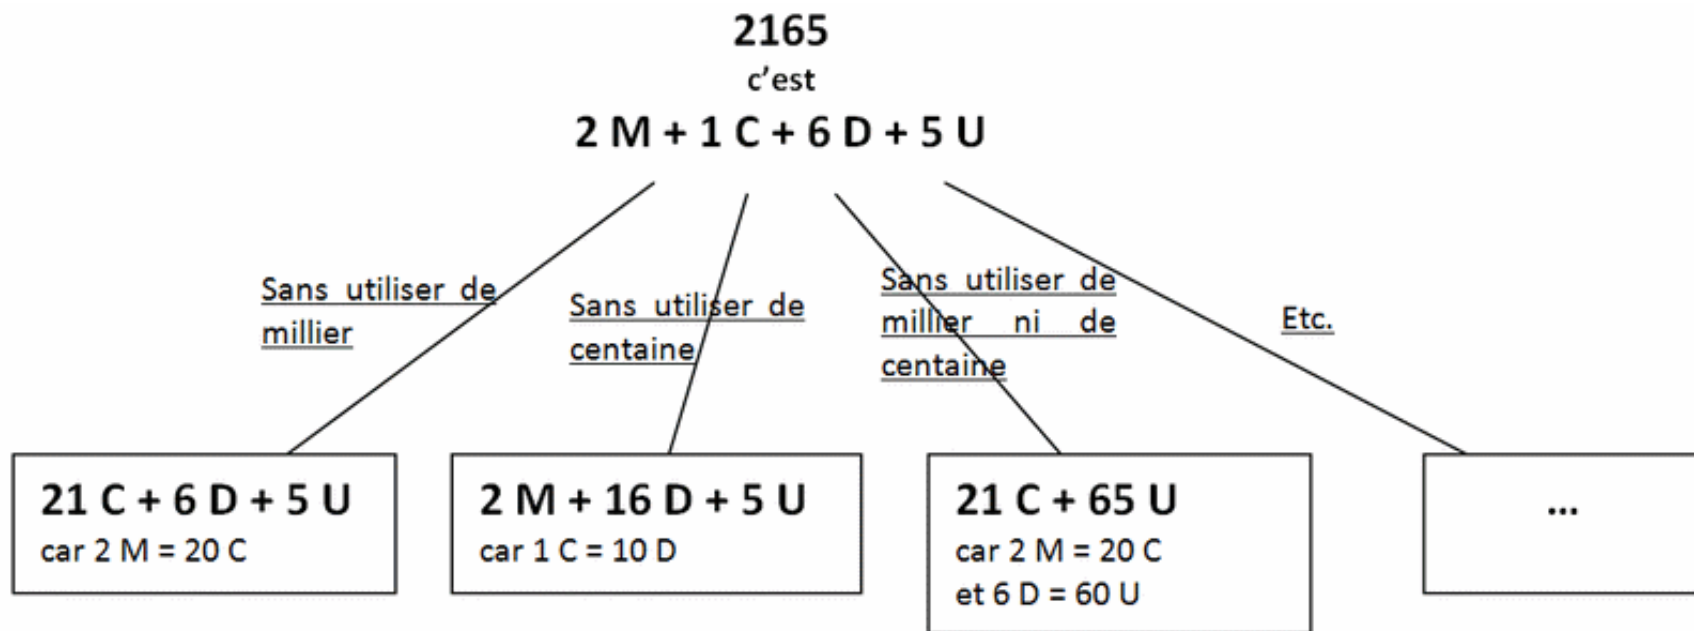 2165
c'est
2 M + 1 C + 6 D + 5 U
Sans utiliser de
millier
Sans utiliser de
centaine
Sans utiliser de
millier ni de
centaine
Etc.
21 C + 6 D + 5 U
car 2 M = 20 C
2 M + 16 D + 5 U
car 1 C = 10 D
21 C + 65 U
car 2 M = 20 C
et 6 D = 60 U
...